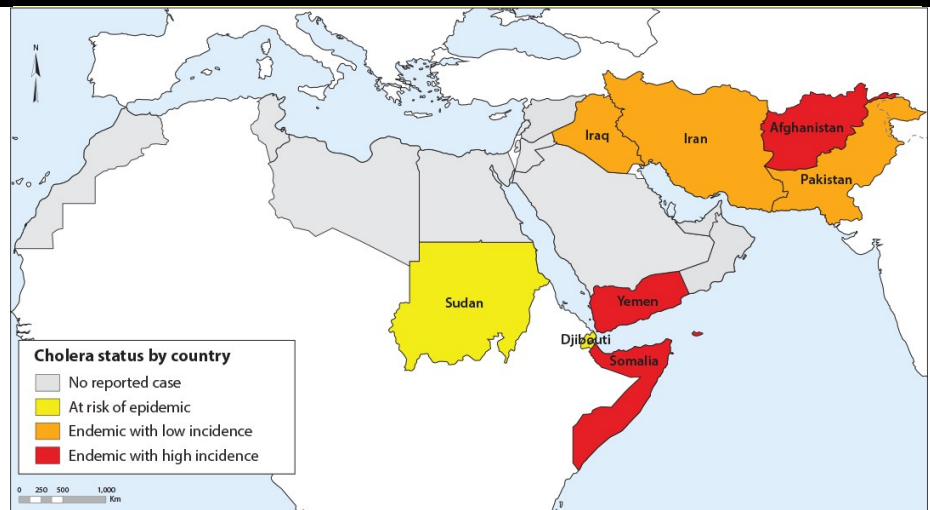 N
Iraq
Iran
Afghanistan
Pakistan
Sudan
Yemen
Djibouti
Somalia
Cholera status by country
No reported case
At risk of epidemic
Endemic with low incidence
Endemic with high incidence
0 250 500 1,000
Km